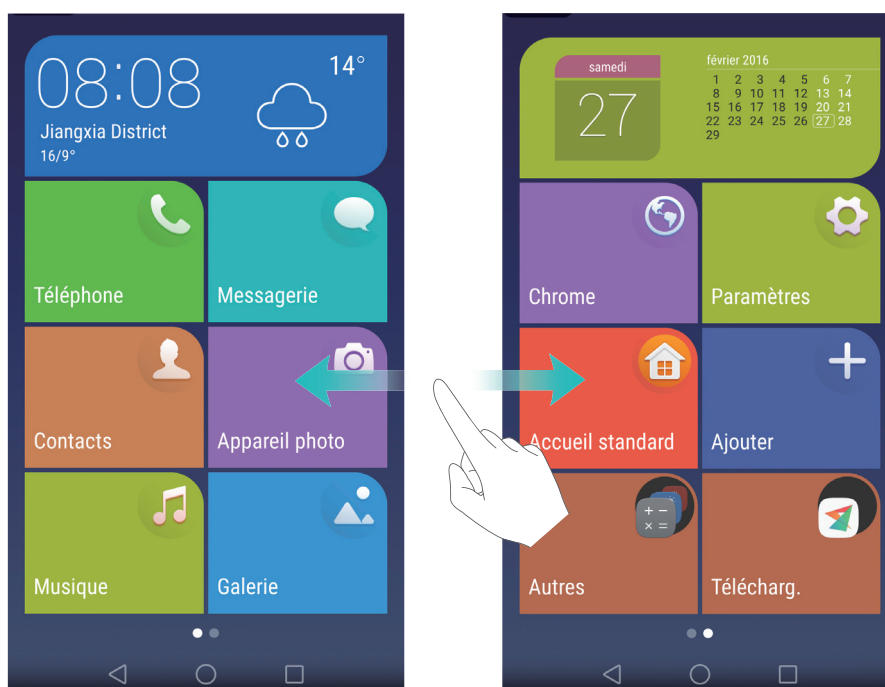 08:08
14°
Jiangxia District
16/9°
Téléphone
Messagerie
Contacts
Appareil photo
Musique
Galerie
samedi
27
février 2016
1 2 3 4 5 6 7
8 9 10 11 12 13 14
15 16 17 18 19 20 21
22 23 24 25 26 27 28
29
Chrome
Paramètres
Accueil standard
Ajouter
Autres
Télécharg.